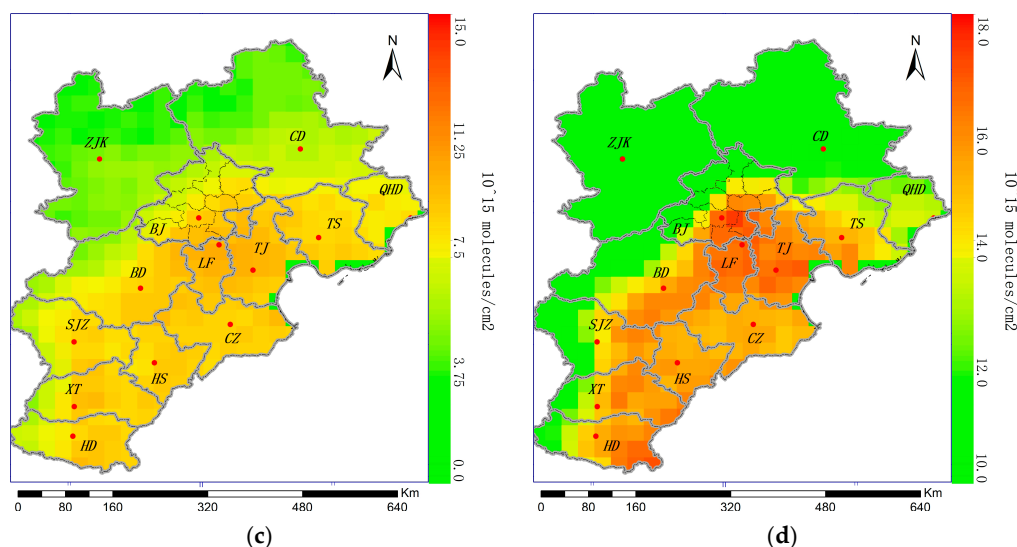 N
ZJK
CD
QHD
BJ
TS
TJ
LF
BD
SJZ
CZ
HS
XT
HD
15.0
11.25
7.5
3.75
0.0
10^15 molecules/cm2
0 80 160 320 480 640
Km
(c)
N
ZJK
CD
QHD
BJ
TS
TJ
LF
BD
SJZ
CZ
HS
XT
HD
18.0
16.0
14.0
12.0
10.0
10^15 molecules/cm2
0 80 160 320 480 640
Km
(d)